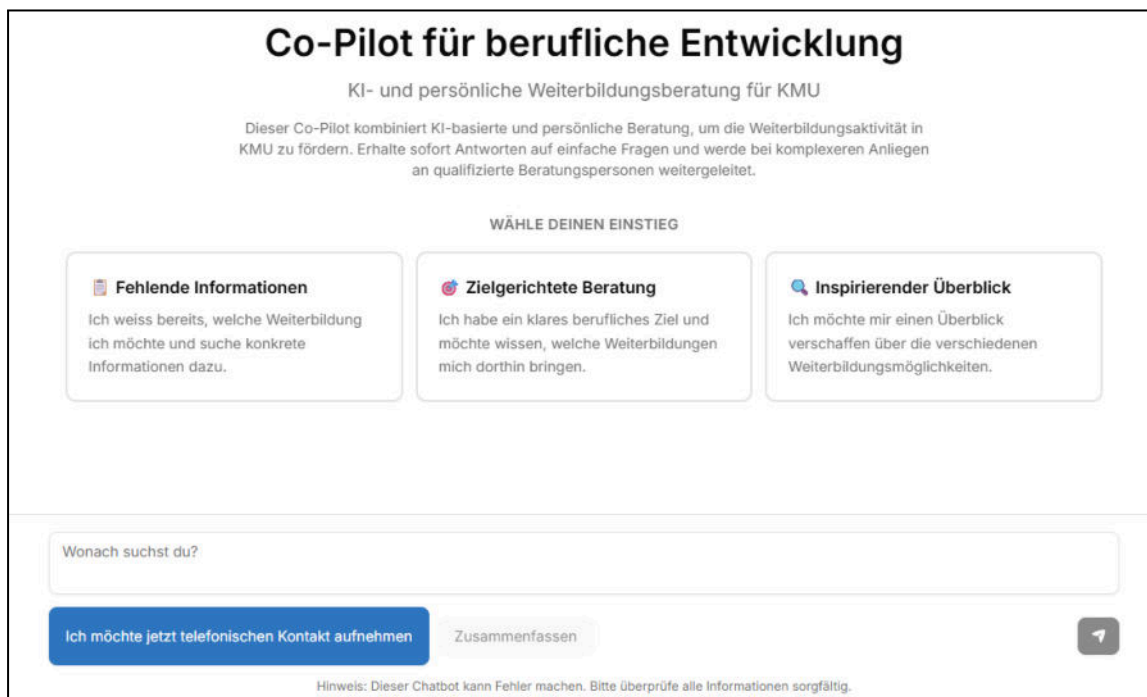 Co-Pilot für berufliche Entwicklung
KI- und persönliche Weiterbildungsberatung für KMU
Dieser Co-Pilot kombiniert KI-basierte und persönliche Beratung, um die Weiterbildungsaktivität in
KMU zu fördern. Erhalte sofort Antworten auf einfache Fragen und werde bei komplexeren Anliegen
an qualifizierte Beratungspersonen weitergeleitet.
WÄHLE DEINEN EINSTIEG
Fehlende Informationen
Ich weiss bereits, welche Weiterbildung
ich möchte und suche konkrete
Informationen dazu.
Zielgerichtete Beratung
Ich habe ein klares berufliches Ziel und
möchte wissen, welche Weiterbildungen
mich dorthin bringen.
Inspirierender Überblick
Ich möchte mir einen Überblick
verschaffen über die verschiedenen
Weiterbildungsmöglichkeiten.
Wonach suchst du?
Ich möchte jetzt telefonischen Kontakt aufnehmen
Zusammenfassen
Hinweis: Dieser Chatbot kann Fehler machen. Bitte überprüfe alle Informationen sorgfältig.